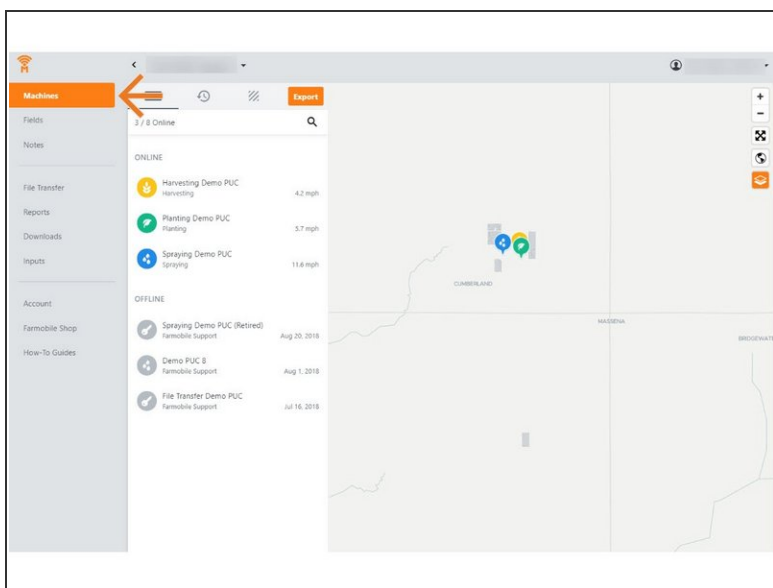 Machines
Fields
Notes
File Transfer
Reports
Downloads
Inputs
Account
Farmobile Shop
How-To Guides
Export
3 / 8 Online
ONLINE
Harvesting Demo PUC
Harvesting 4.2 mph
Planting Demo PUC
Planting 5.7 mph
Spraying Demo PUC
Spraying 11.6 mph
OFFLINE
Spraying Demo PUC (Retired)
Farmobile Support Aug 20, 2018
Demo PUC 8
Farmobile Support Aug 1, 2018
File Transfer Demo PUC
Farmobile Support Jul 16, 2018
CUMBERLAND
MASSENA
BRIDGEWAT